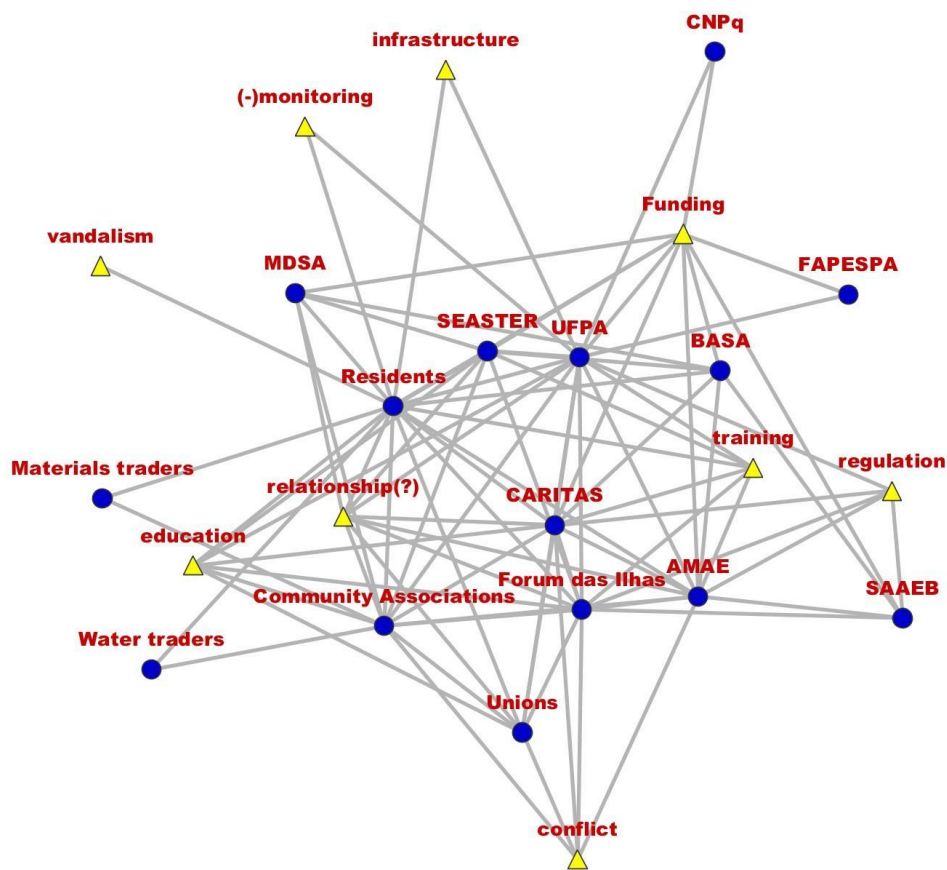 CNPq
infrastructure
(-)monitoring
Funding
vandalism
MDSA
FAPESPA
SEASTER
UFPA
BASA
Residents
training
Materials traders
regulation
relationship(?)
CARITAS
education
AMAE
Forum das Ilhas
SAAEB
Community Associations
Water traders
Unions
conflict